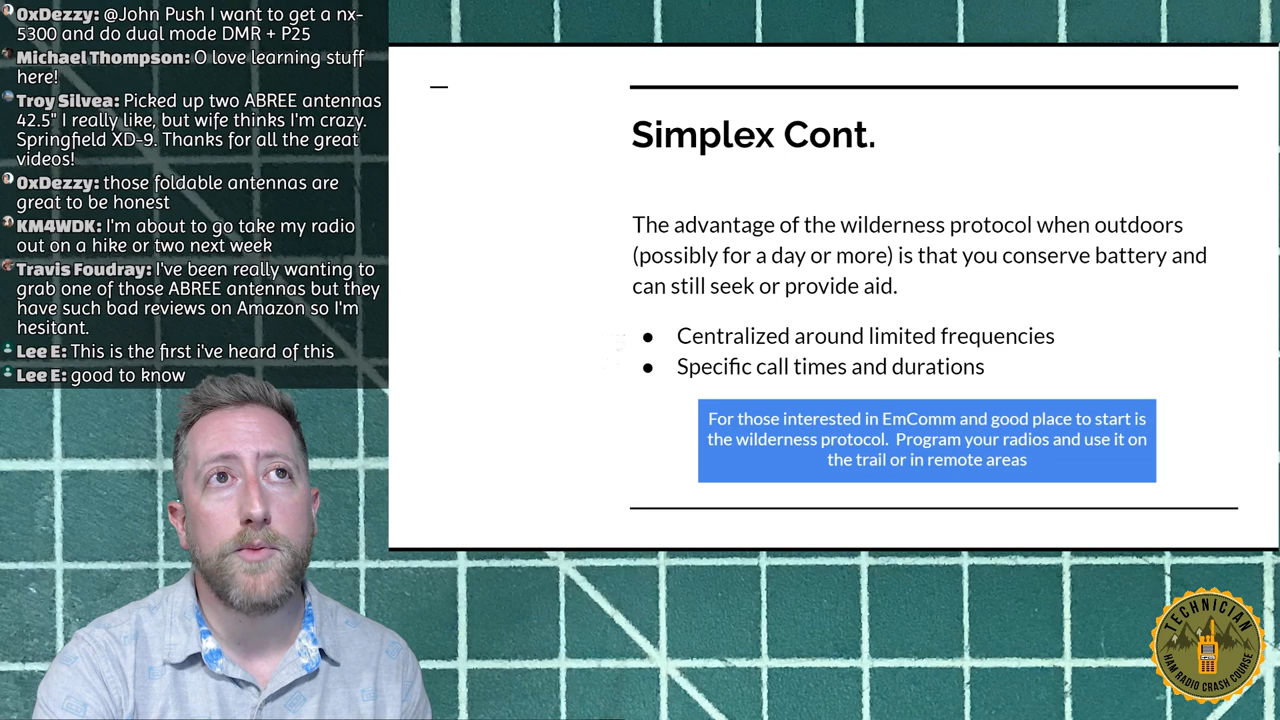 OxDezzy: @John Push I want to get a nx-
5300 and do dual mode DMR + P25
Michael Thompson: O love learning stuff
here!
Troy Silvea: Picked up two ABREE antennas
42.5" I really like, but wife thinks I'm crazy.
Springfield XD-9. Thanks for all the great
videos!
OxDezzy: those foldable antennas are
great to be honest
KM4WDK: I'm about to go take my radio
out on a hike or two next week
Travis Foudray: I've been really wanting to
grab one of those ABREE antennas but they
have such bad reviews on Amazon so I'm
hesitant.
Lee E: This is the first i've heard of this
Lee E: good to know
Simplex Cont.
The advantage of the wilderness protocol when outdoors
(possibly for a day or more) is that you conserve battery and
can still seek or provide aid.
● Centralized around limited frequencies
● Specific call times and durations
For those interested in EmComm and good place to start is
the wilderness protocol. Program your radios and use it on
the trail or in remote areas
TECHNICIAN
HAM RADIO CRASH COURSE